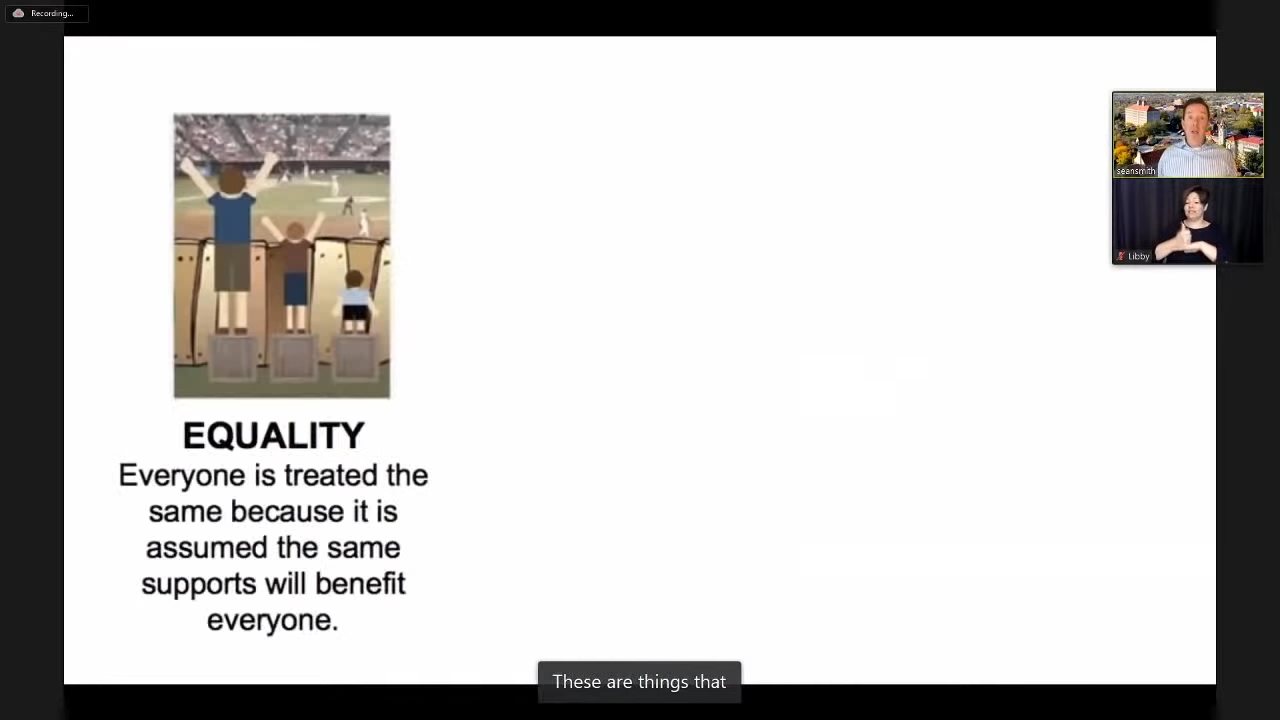 Recording...
EQUALITY
Everyone is treated the
same because it is
assumed the same
supports will benefit
everyone.
seansmith
Libby
These are things that